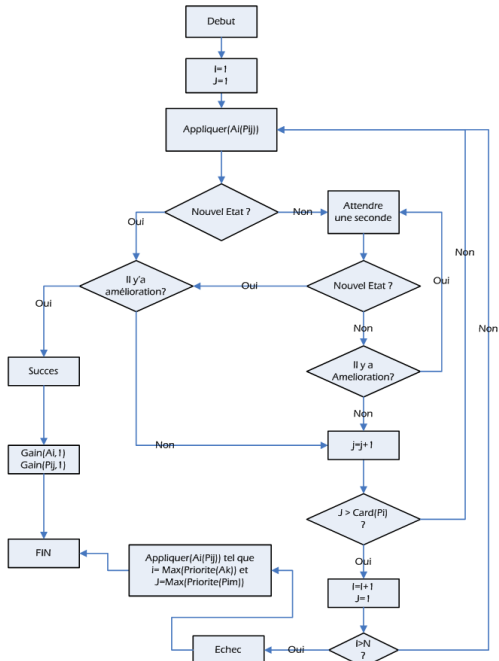 Debut
I=1
J=1
Appliquer(Ai(Pij))
Nouvel Etat ?
Non
Attendre
une seconde
Oui
Non
Il y'a
amélioration?
Oui
Nouvel Etat ?
Oui
Non
Oui
Non
Succes
Il y a
Amelioration?
Non
Non
j=j+1
Gain(Ai,1)
Gain(Pij,1)
J > Card(Pi)
?
FIN
Appliquer(Ai(Pij)) tel que
i= Max(Priorite(Ak)) et
J=Max(Priorite(Pim))
Oui
I=I+1
J=1
Echec
Oui
I>N
?